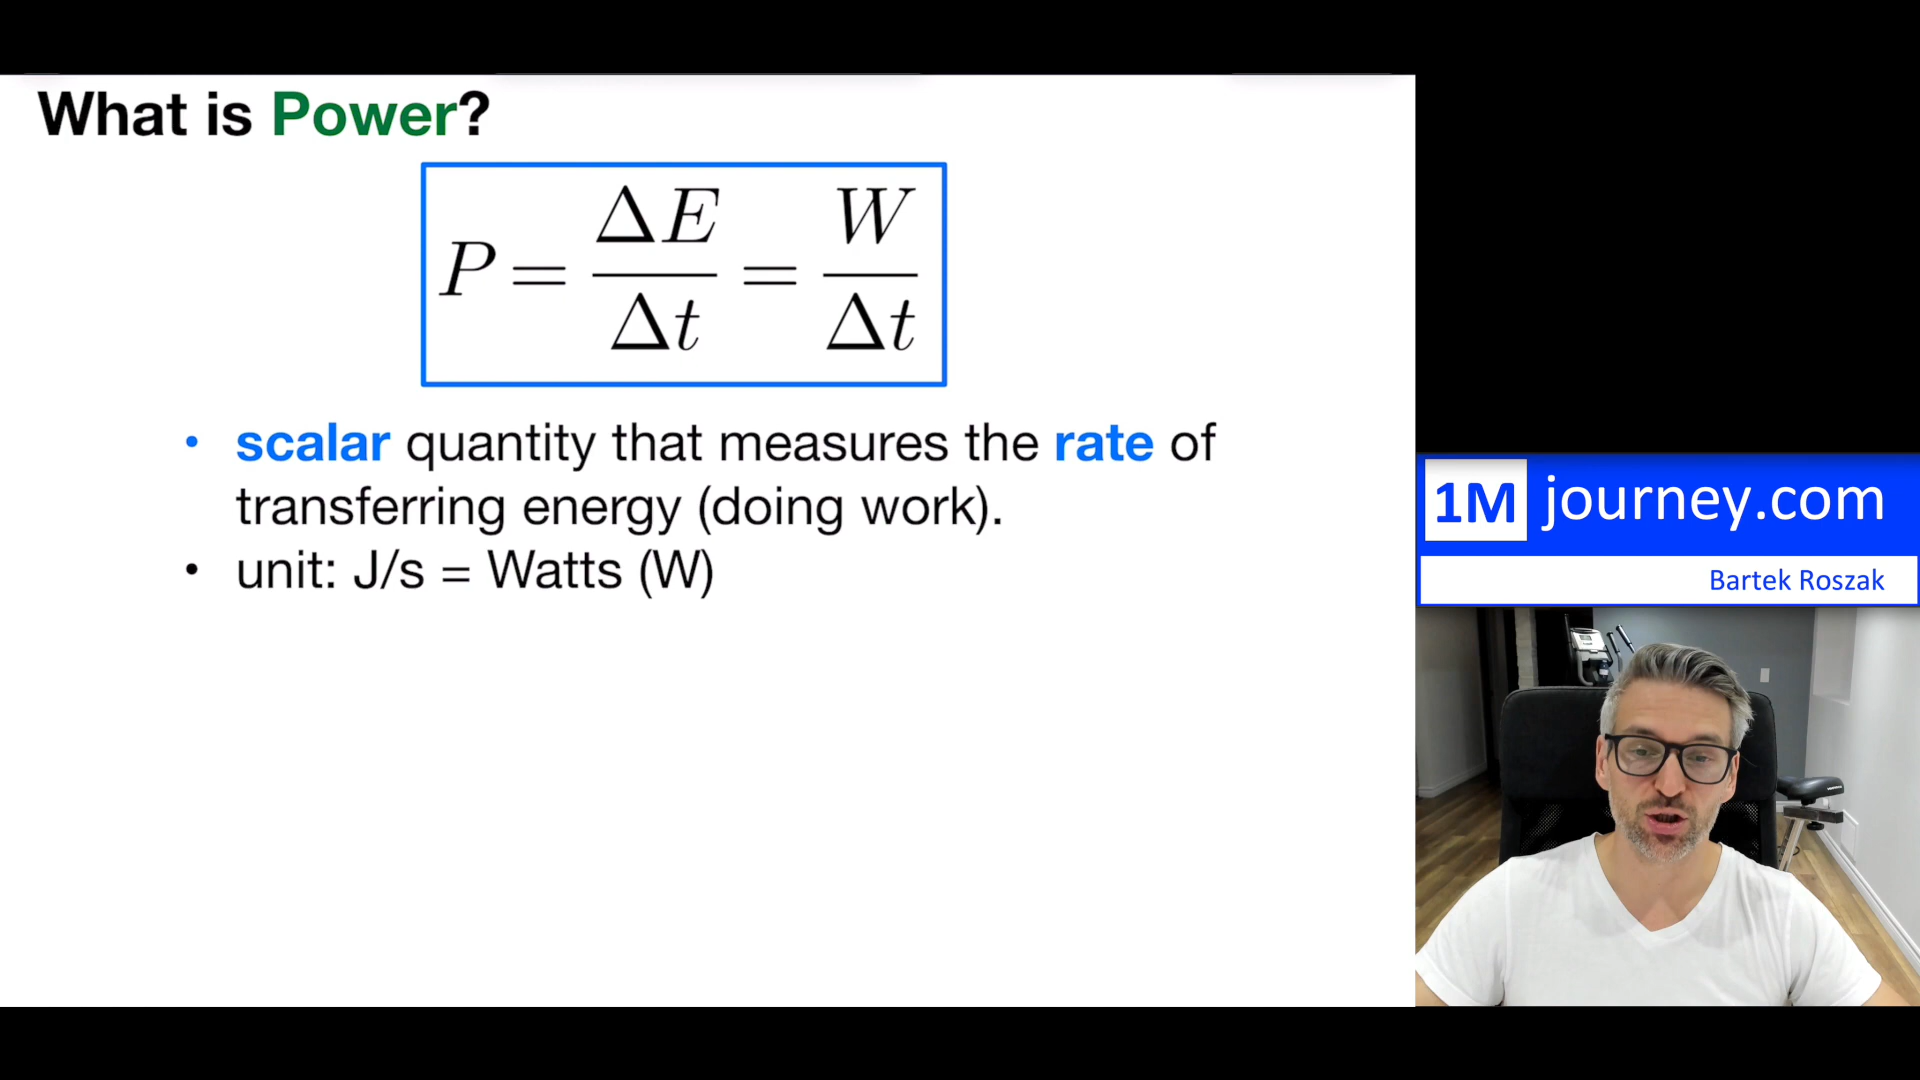 What is Power?
P = ΔE/Δt = W/Δt
• scalar quantity that measures the rate of
transferring energy (doing work).
• unit: J/s = Watts (W)
1M journey.com
Bartek Roszak